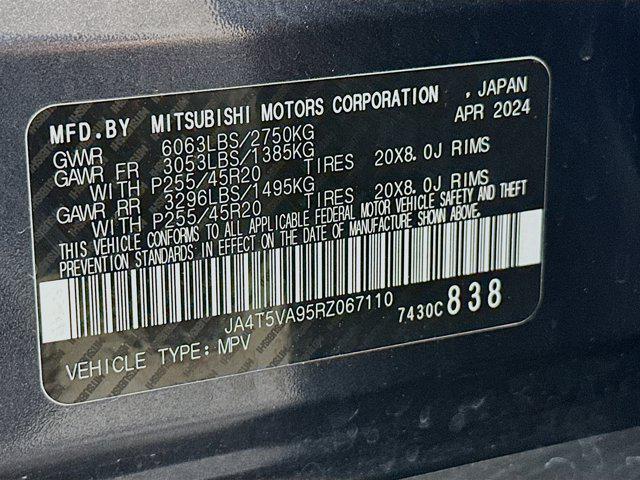 MFD.BY MITSUBISHI MOTORS CORPORATION , JAPAN
APR 2024
GVWR 6063LBS/2750KG
GAWR FR 3053LBS/1385KG
WITH P255/45R20 TIRES 20X8.0J RIMS
GAWR RR 3296LBS/1495KG
WITH P255/45R20 TIRES 20X8.0J RIMS
THIS VEHICLE CONFORMS TO ALL APPLICABLE FEDERAL MOTOR VEHICLE SAFETY AND THEFT
PREVENTION STANDARDS IN EFFECT ON THE DATE OF MANUFACTURE SHOWN ABOVE.
JA4T5VA95RZ067110 7430C 838
VEHICLE TYPE: MPV